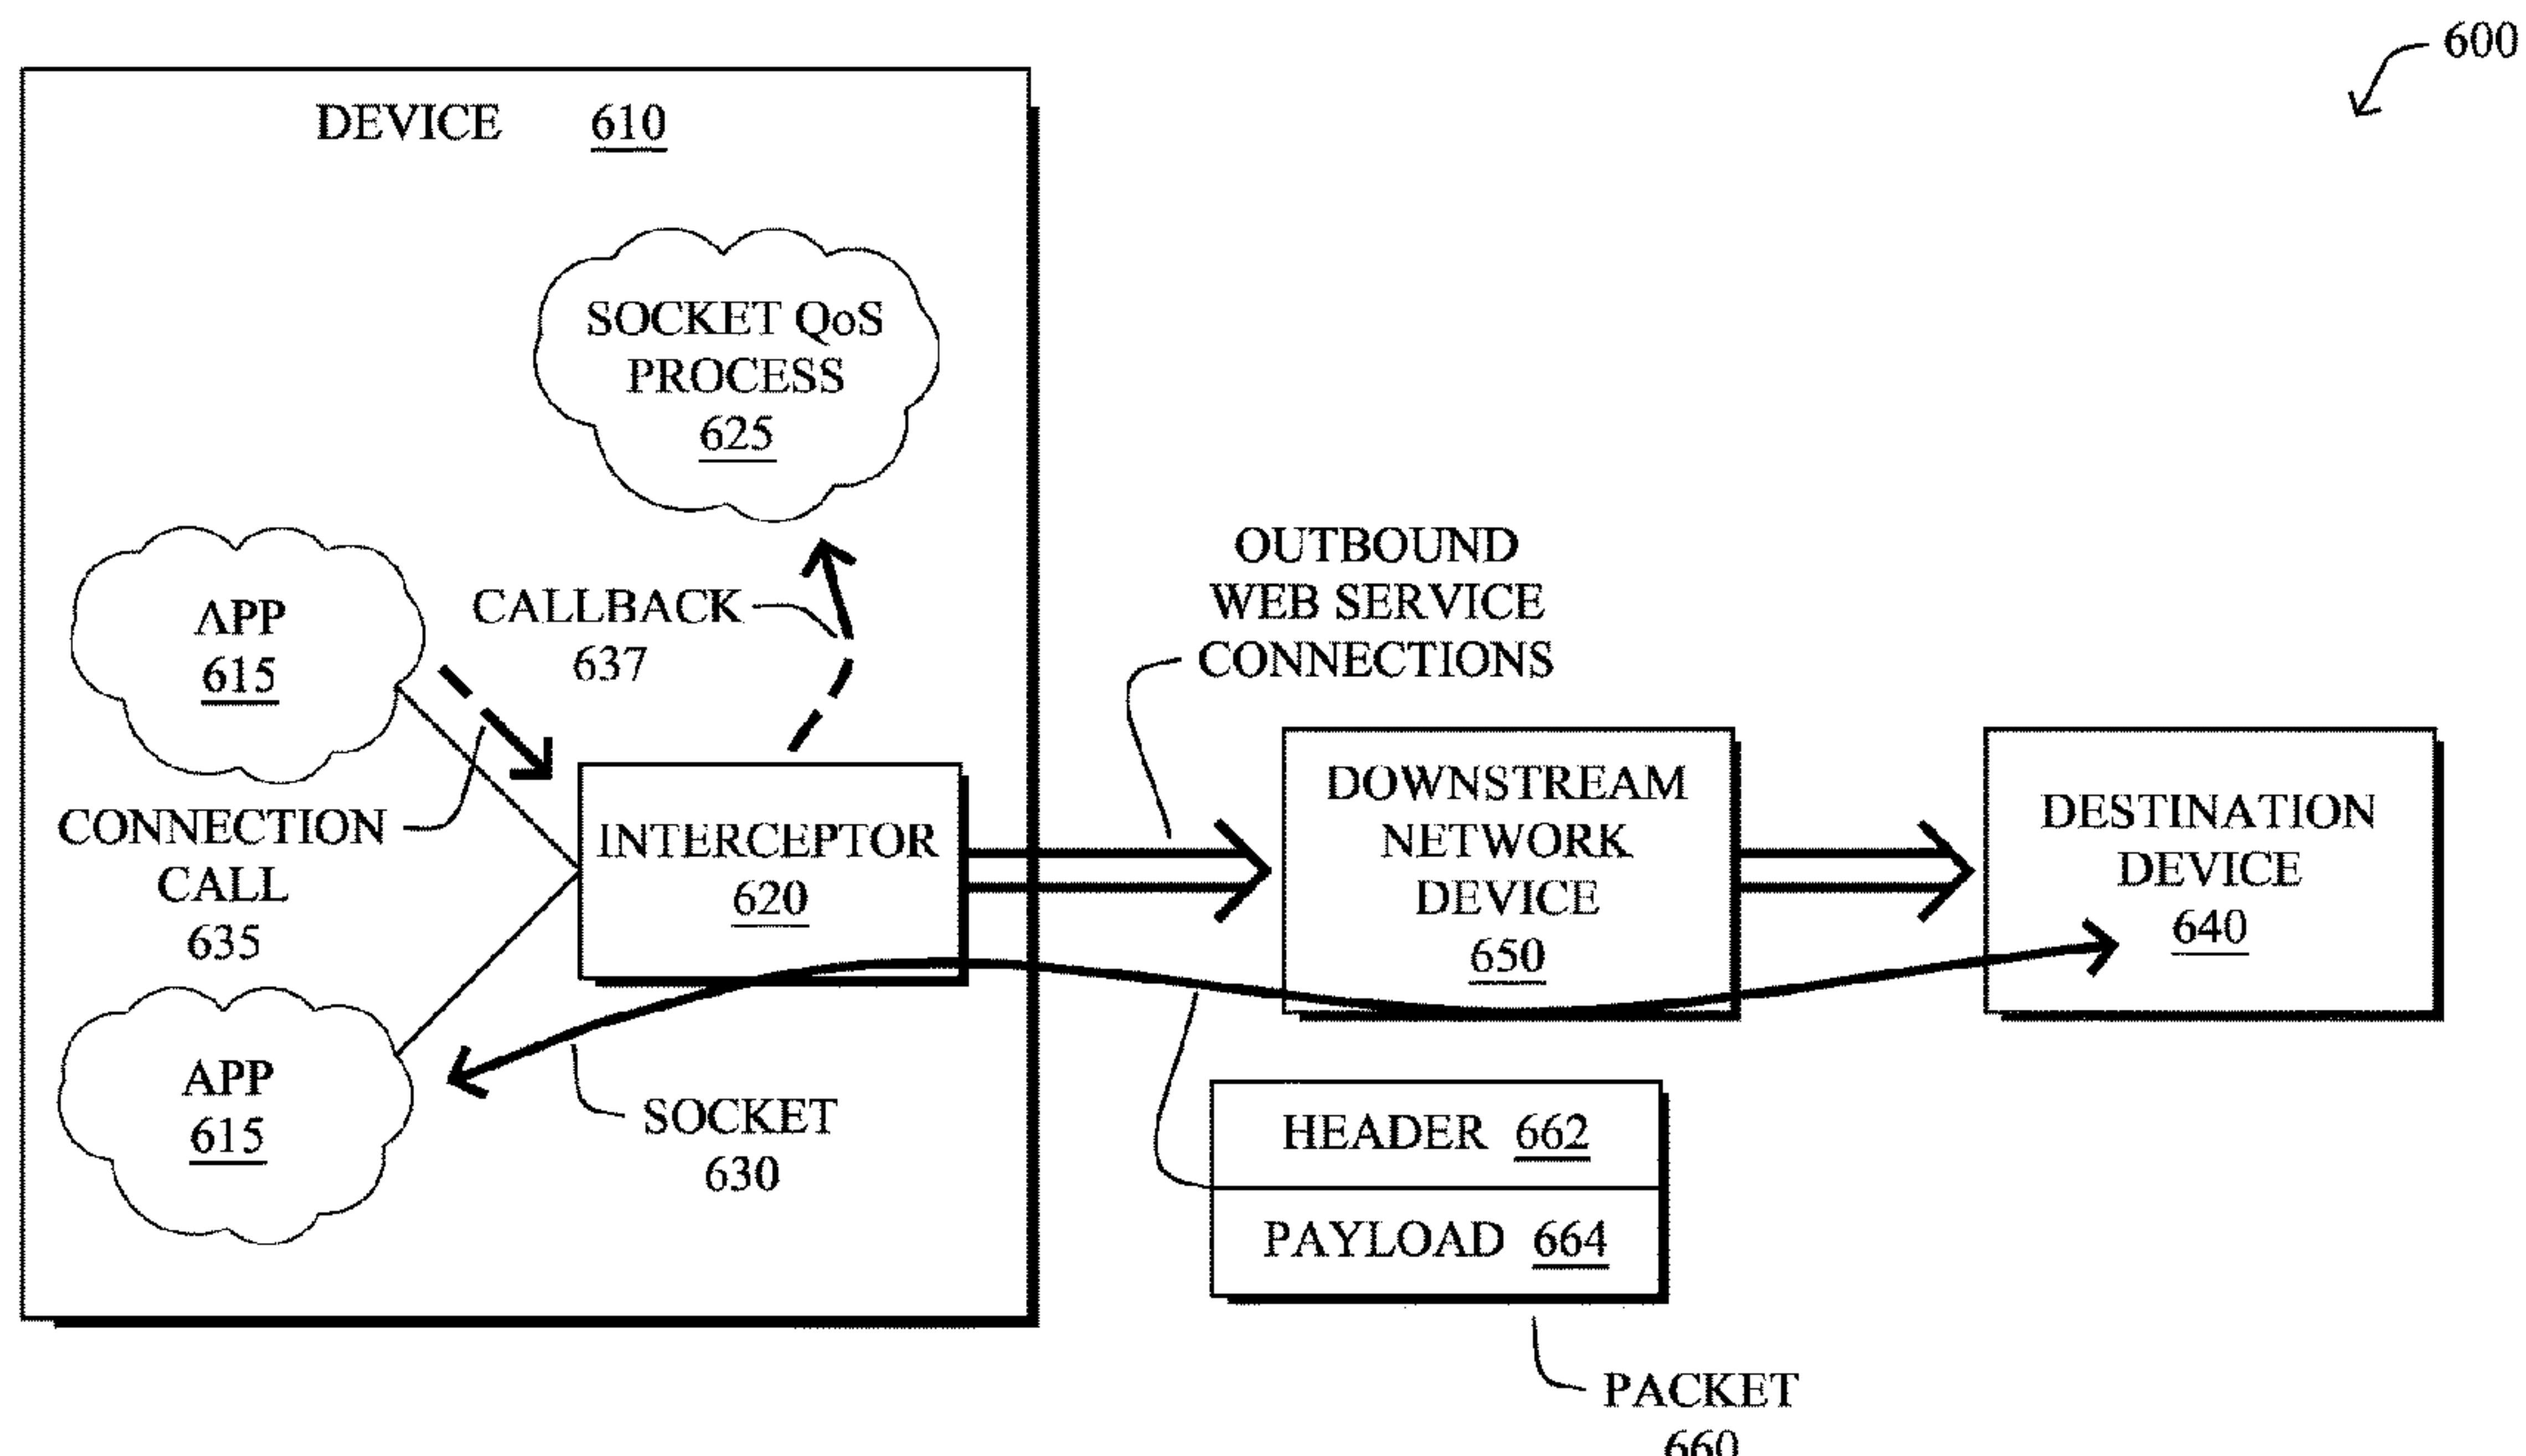 600
DEVICE 610
SOCKET QoS
PROCESS
625
APP
615
CALLBACK
637
CONNECTION
CALL
635
INTERCEPTOR
620
APP
615
SOCKET
630
OUTBOUND
WEB SERVICE
CONNECTIONS
DOWNSTREAM
NETWORK
DEVICE
650
DESTINATION
DEVICE
640
HEADER 662
PAYLOAD 664
PACKET
660